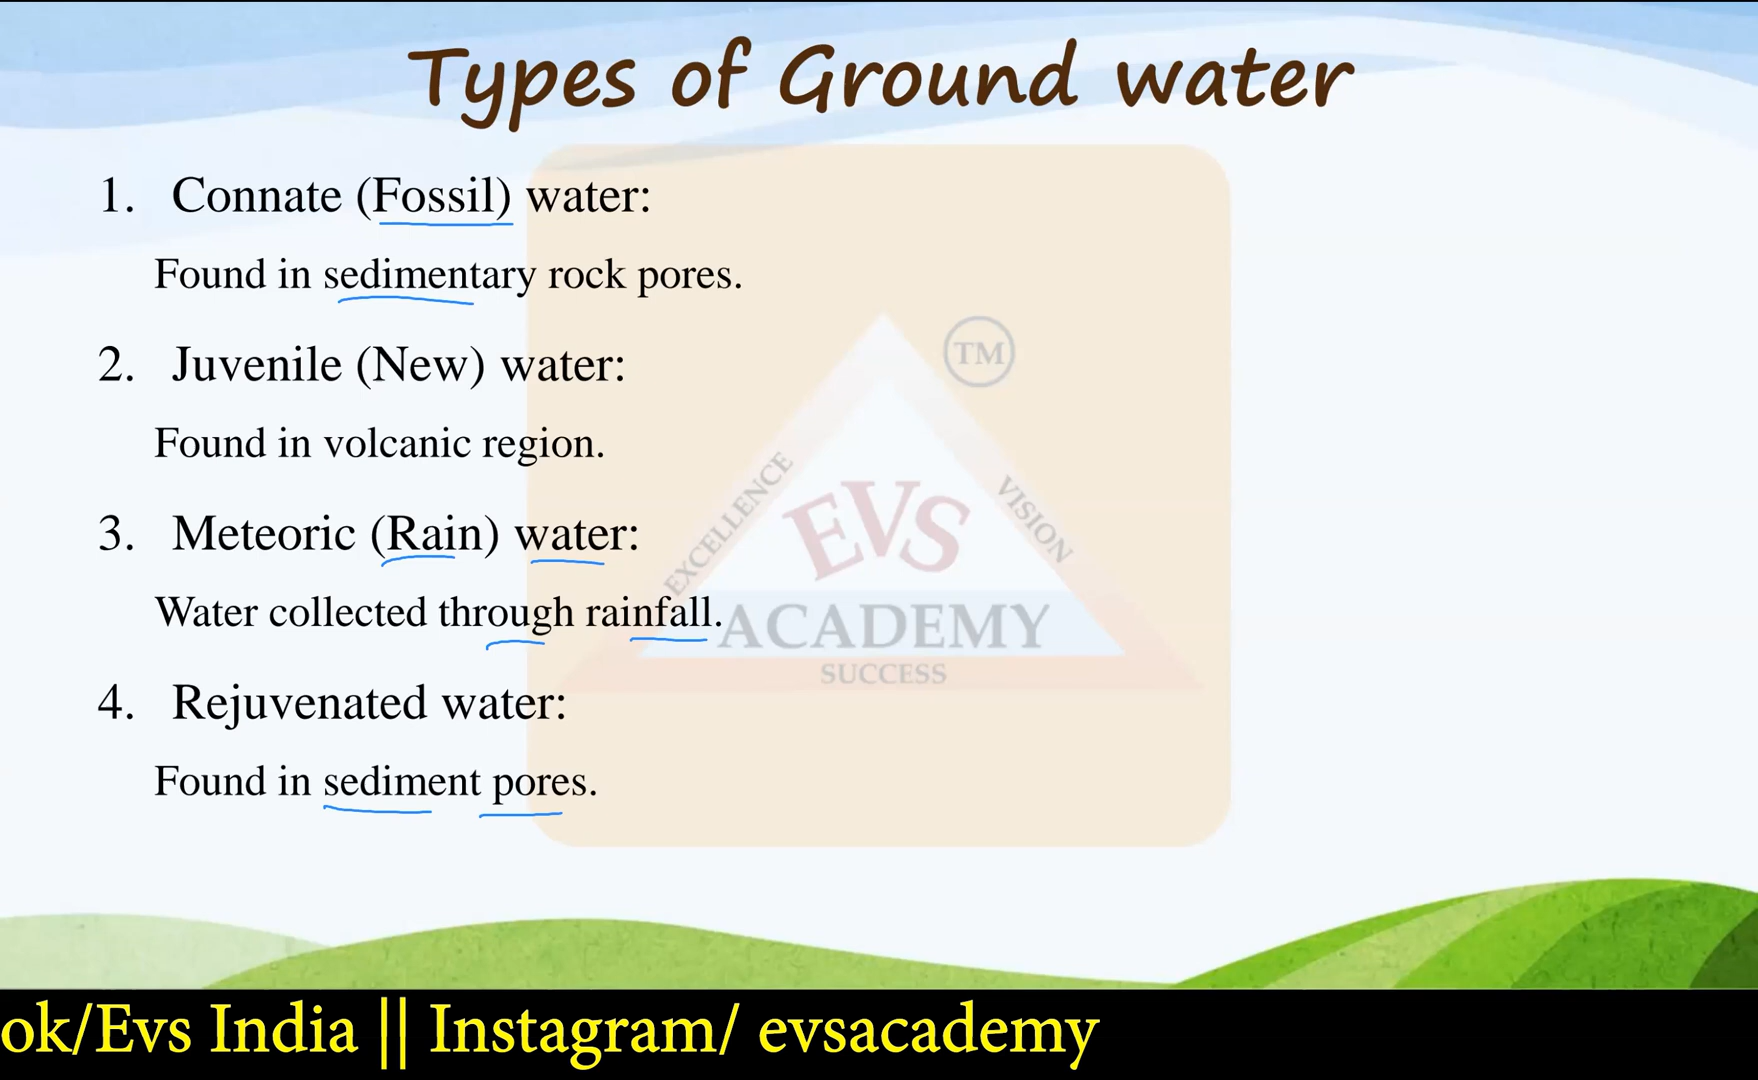 Types of Ground water
1. Connate (Fossil) water:
Found in sedimentary rock pores.
2. Juvenile (New) water:
Found in volcanic region.
3. Meteoric (Rain) water:
Water collected through rainfall.
4. Rejuvenated water:
Found in sediment pores.
TM
EXCELLENCE
VISION
EVS
ACADEMY
SUCCESS
ok/Evs India || Instagram/ evsacademy